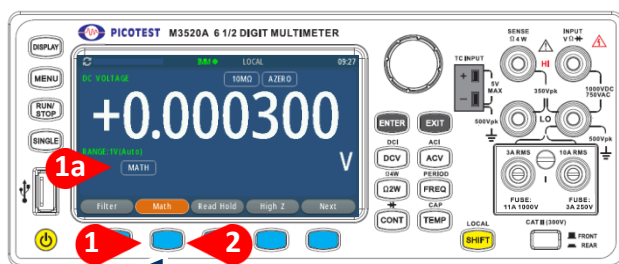 PICOTEST M3520A 6 1/2 DIGIT MULTIMETER
DISPLAY
MENU
RUN/
STOP
SINGLE
DMM LOCAL 09:27
DC VOLTAGE
10MΩ AZERO
+0.000300
V
RANGE:1V(Auto)
MATH
1a
Filter Math Read Hold High Z Next
1 2
TC INPUT
5V
MAX
ENTER EXIT
DCI ACI
DCV ACV
Ω4W PERIOD
Ω2W FREQ
CAP
CONT TEMP
LOCAL
SHIFT
SENSE
Ω 4 W
INPUT
V Ω
HI
350Vpk
1000VDC
750VAC
500Vpk
LO
500Vpk
3A RMS 10A RMS
I
FUSE:
11A 1000V
FUSE:
3A 250V
CAT II (300V)
FRONT
REAR